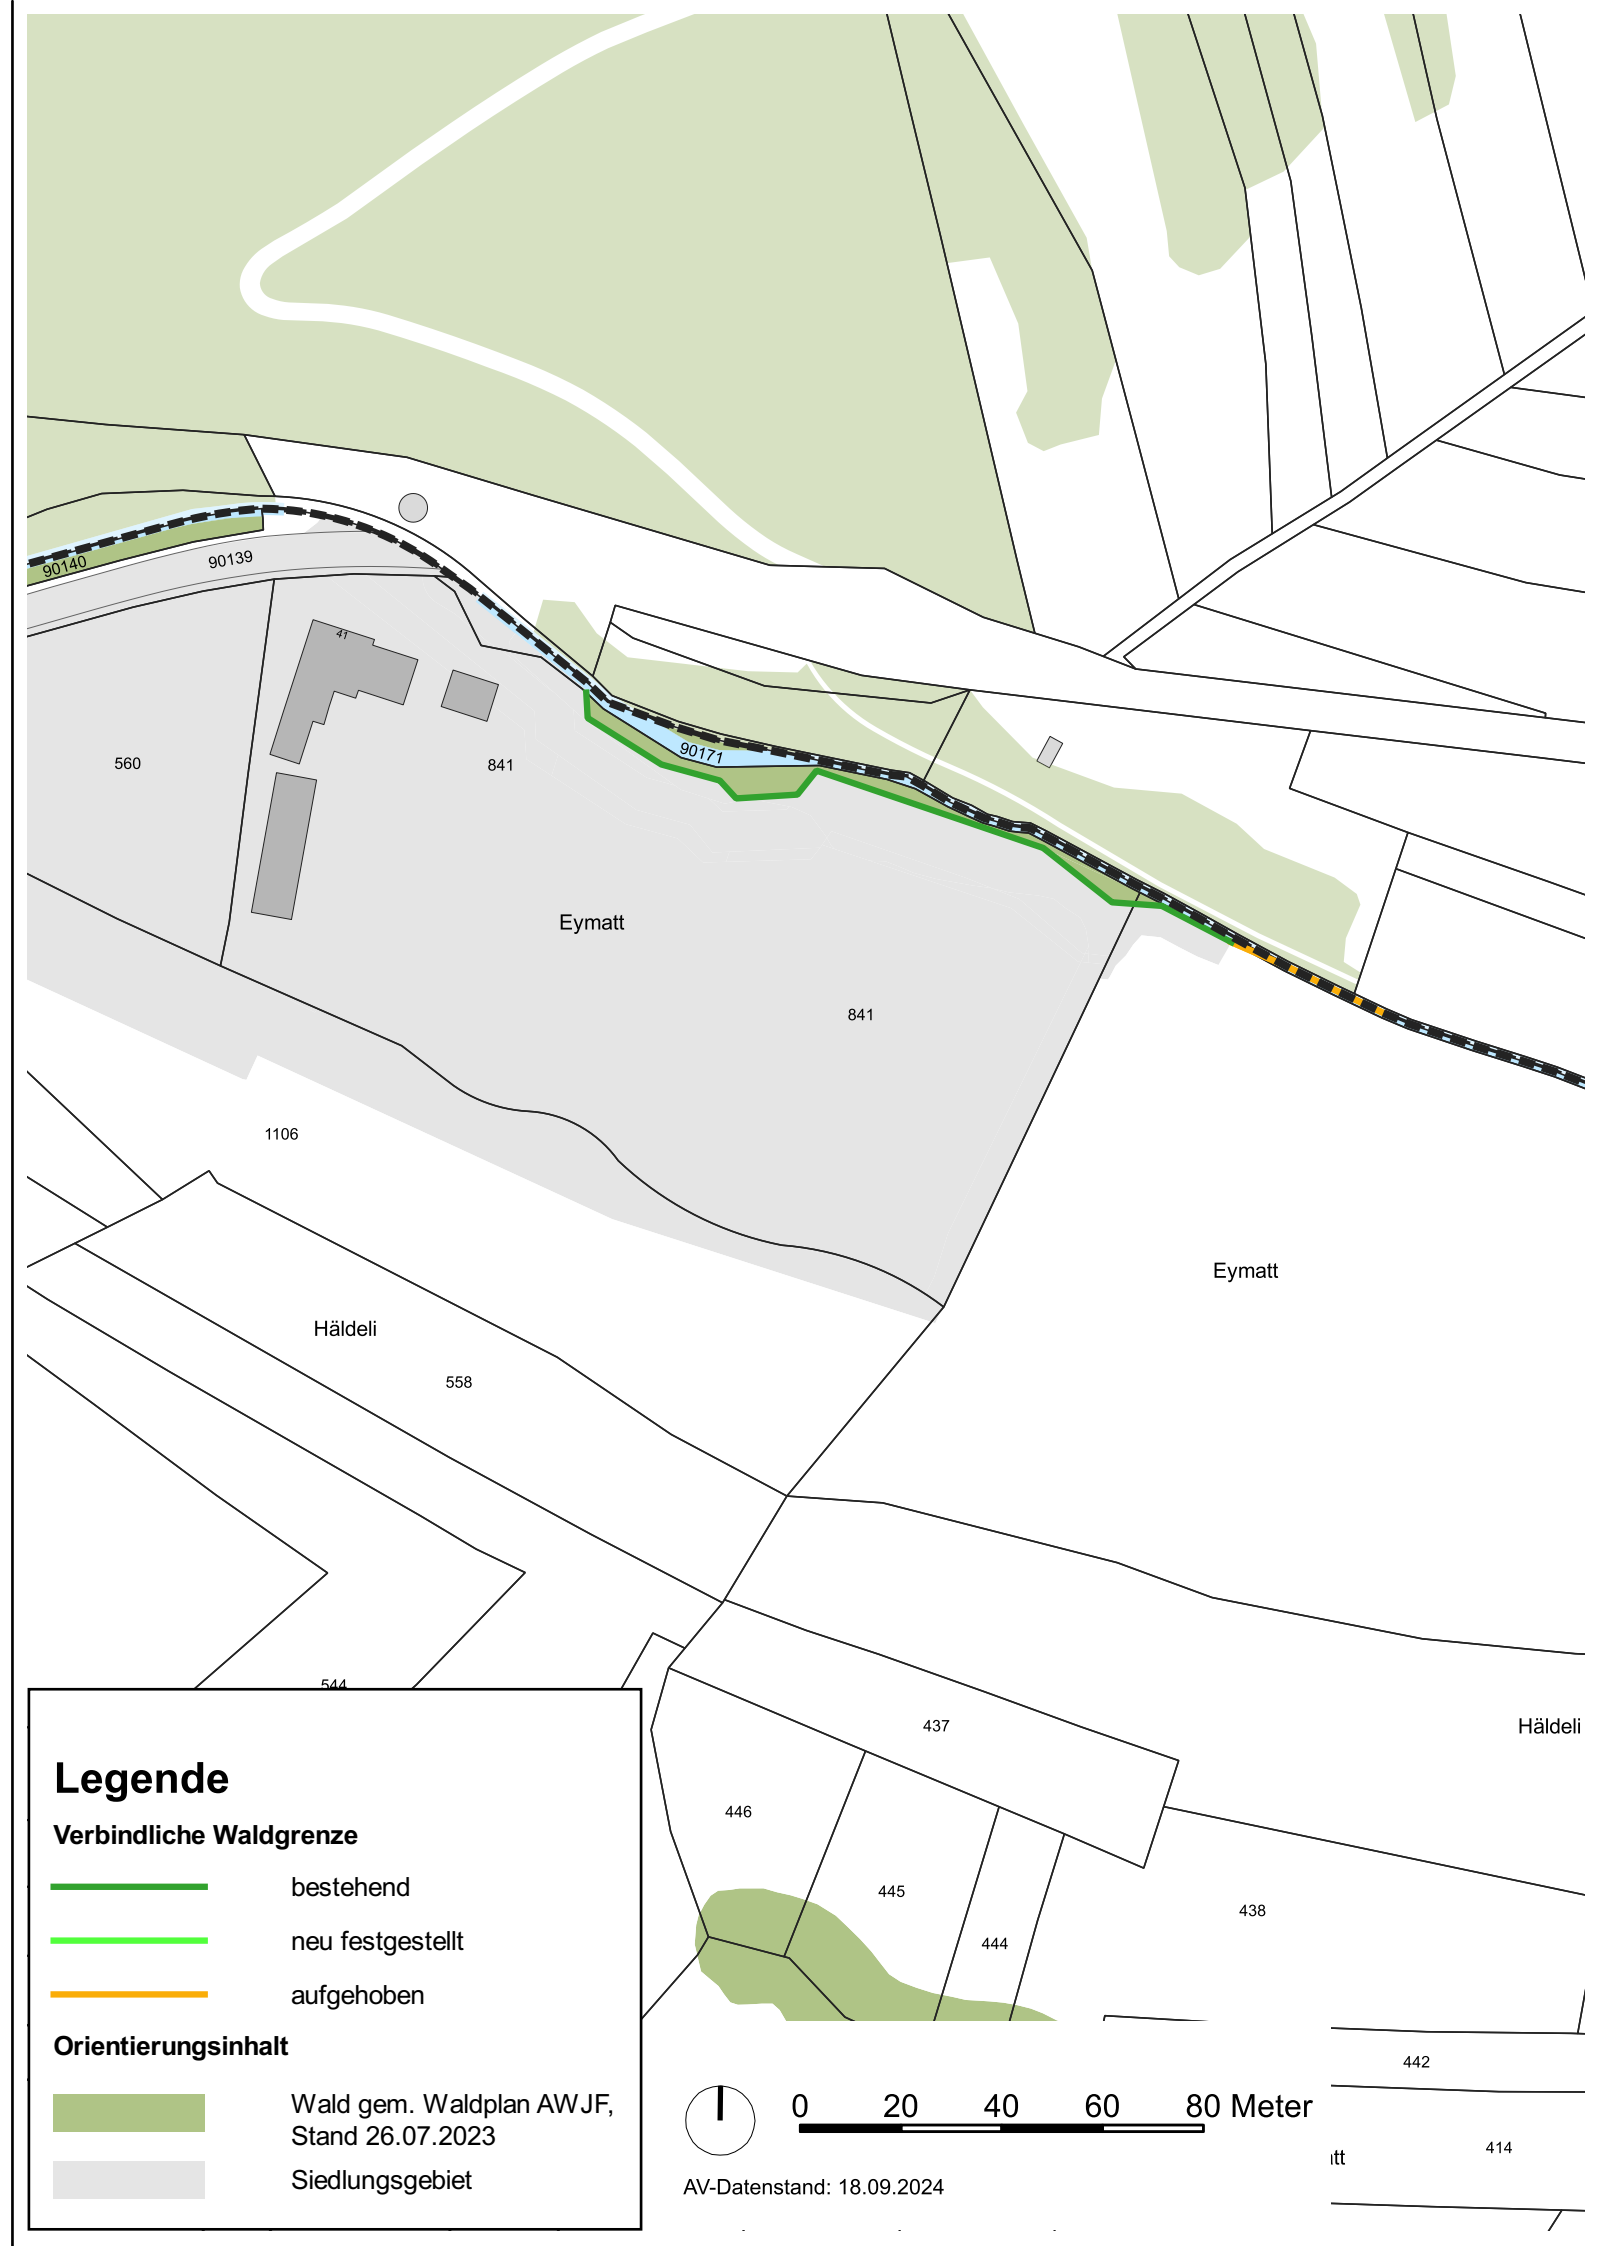 90140
90139
41
560
841
90171
Eymatt
841
1106
Eymatt
Häldeli
558
544
437
Häldeli
446
445
444
438
442
414
Legende
Verbindliche Waldgrenze
bestehend
neu festgestellt
aufgehoben
Orientierungsinhalt
Wald gem. Waldplan AWJF,
Stand 26.07.2023
Siedlungsgebiet
0 20 40 60 80 Meter
AV-Datenstand: 18.09.2024